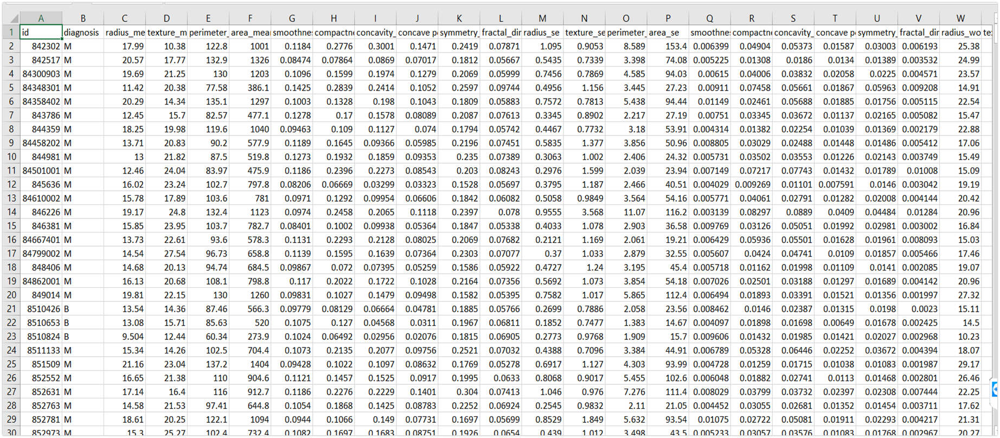 A B C D E F G H I J K L M N O P Q R S T U V W
1 id diagnosis radius_me texture_m perimeter_ area_mear smoothne: compactne concavity_ concave p symmetry_ fractal_dir radius_se texture_se perimeter_ area_se smoothne: compactne concavity_ concave p symmetry_ fractal_dir radius_wo te
2 842302 M 17.99 10.38 122.8 1001 0.1184 0.2776 0.3001 0.1471 0.2419 0.07871 1.095 0.9053 8.589 153.4 0.006399 0.04904 0.05373 0.01587 0.03003 0.006193 25.38
3 842517 M 20.57 17.77 132.9 1326 0.08474 0.07864 0.0869 0.07017 0.1812 0.05667 0.5435 0.7339 3.398 74.08 0.005225 0.01308 0.0186 0.0134 0.01389 0.003532 24.99
4 84300903 M 19.69 21.25 130 1203 0.1096 0.1599 0.1974 0.1279 0.2069 0.05999 0.7456 0.7869 4.585 94.03 0.00615 0.04006 0.03832 0.02058 0.0225 0.004571 23.57
5 84348301 M 11.42 20.38 77.58 386.1 0.1425 0.2839 0.2414 0.1052 0.2597 0.09744 0.4956 1.156 3.445 27.23 0.00911 0.07458 0.05661 0.01867 0.05963 0.009208 14.91
6 84358402 M 20.29 14.34 135.1 1297 0.1003 0.1328 0.198 0.1043 0.1809 0.05883 0.7572 0.7813 5.438 94.44 0.01149 0.02461 0.05688 0.01885 0.01756 0.005115 22.54
7 843786 M 12.45 15.7 82.57 477.1 0.1278 0.17 0.1578 0.08089 0.2087 0.07613 0.3345 0.8902 2.217 27.19 0.00751 0.03345 0.03672 0.01137 0.02165 0.005082 15.47
8 844359 M 18.25 19.98 119.6 1040 0.09463 0.109 0.1127 0.074 0.1794 0.05742 0.4467 0.7732 3.18 53.91 0.004314 0.01382 0.02254 0.01039 0.01369 0.002179 22.88
9 84458202 M 13.71 20.83 90.2 577.9 0.1189 0.1645 0.09366 0.05985 0.2196 0.07451 0.5835 1.377 3.856 50.96 0.008805 0.03029 0.02488 0.01448 0.01486 0.005412 17.06
10 844981 M 13 21.82 87.5 519.8 0.1273 0.1932 0.1859 0.09353 0.235 0.07389 0.3063 1.002 2.406 24.32 0.005731 0.03502 0.03553 0.01226 0.02143 0.003749 15.49
11 84501001 M 12.46 24.04 83.97 475.9 0.1186 0.2396 0.2273 0.08543 0.203 0.08243 0.2976 1.599 2.039 23.94 0.007149 0.07217 0.07743 0.01432 0.01789 0.01008 15.09
12 845636 M 16.02 23.24 102.7 797.8 0.08206 0.06669 0.03299 0.03323 0.1528 0.05697 0.3795 1.187 2.466 40.51 0.004029 0.009269 0.01101 0.007591 0.0146 0.003042 19.19
13 84610002 M 15.78 17.89 103.6 781 0.0971 0.1292 0.09954 0.06606 0.1842 0.06082 0.5058 0.9849 3.564 54.16 0.005771 0.04061 0.02791 0.01282 0.02008 0.004144 20.42
14 846226 M 19.17 24.8 132.4 1123 0.0974 0.2458 0.2065 0.1118 0.2397 0.078 0.9555 3.568 11.07 116.2 0.003139 0.08297 0.0889 0.0409 0.04484 0.01284 20.96
15 846381 M 15.85 23.95 103.7 782.7 0.08401 0.1002 0.09938 0.05364 0.1847 0.05338 0.4033 1.078 2.903 36.58 0.009769 0.03126 0.05051 0.01992 0.02981 0.003002 16.84
16 84667401 M 13.73 22.61 93.6 578.3 0.1131 0.2293 0.2128 0.08025 0.2069 0.07682 0.2121 1.169 2.061 19.21 0.006429 0.05936 0.05501 0.01628 0.01961 0.008093 15.03
17 84799002 M 14.54 27.54 96.73 658.8 0.1139 0.1595 0.1639 0.07364 0.2303 0.07077 0.37 1.033 2.879 32.55 0.005607 0.0424 0.04741 0.0109 0.01857 0.005466 17.46
18 848406 M 14.68 20.13 94.74 684.5 0.09867 0.072 0.07395 0.05259 0.1586 0.05922 0.4727 1.24 3.195 45.4 0.005718 0.01162 0.01998 0.01109 0.0141 0.002085 19.07
19 84862001 M 16.13 20.68 108.1 798.8 0.117 0.2022 0.1722 0.1028 0.2164 0.07356 0.5692 1.073 3.854 54.18 0.007026 0.02501 0.03188 0.01297 0.01689 0.004142 20.96
20 849014 M 19.81 22.15 130 1260 0.09831 0.1027 0.1479 0.09498 0.1582 0.05395 0.7582 1.017 5.865 112.4 0.006494 0.01893 0.03391 0.01521 0.01356 0.001997 27.32
21 8510426 B 13.54 14.36 87.46 566.3 0.09779 0.08129 0.06664 0.04781 0.1885 0.05766 0.2699 0.7886 2.058 23.56 0.008462 0.0146 0.02387 0.01315 0.0198 0.0023 15.11
22 8510653 B 13.08 15.71 85.63 520 0.1075 0.127 0.04568 0.0311 0.1967 0.06811 0.1852 0.7477 1.383 14.67 0.004097 0.01898 0.01698 0.00649 0.01678 0.002425 14.5
23 8510824 B 9.504 12.44 60.34 273.9 0.1024 0.06492 0.02956 0.02076 0.1815 0.06905 0.2773 0.9768 1.909 15.7 0.009606 0.01432 0.01985 0.01421 0.02027 0.002968 10.23
24 8511133 M 15.34 14.26 102.5 704.4 0.1073 0.2135 0.2077 0.09756 0.2521 0.07032 0.4388 0.7096 3.384 44.91 0.006789 0.05328 0.06446 0.02252 0.03672 0.004394 18.07
25 851509 M 21.16 23.04 137.2 1404 0.09428 0.1022 0.1097 0.08632 0.1769 0.05278 0.6917 1.127 4.303 93.99 0.004728 0.01259 0.01715 0.01038 0.01083 0.001987 29.17
26 852552 M 16.65 21.38 110 904.6 0.1121 0.1457 0.1525 0.0917 0.1995 0.0633 0.8068 0.9017 5.455 102.6 0.006048 0.01882 0.02741 0.0113 0.01468 0.002801 26.46
27 852631 M 17.14 16.4 116 912.7 0.1186 0.2276 0.2229 0.1401 0.304 0.07413 1.046 0.976 7.276 111.4 0.008029 0.03799 0.03732 0.02397 0.02308 0.007444 22.25
28 852763 M 14.58 21.53 97.41 644.8 0.1054 0.1868 0.1425 0.08783 0.2252 0.06924 0.2545 0.9832 2.11 21.05 0.004452 0.03055 0.02681 0.01352 0.01454 0.003711 17.62
29 852781 M 18.61 20.25 122.1 1094 0.0944 0.1066 0.149 0.07731 0.1697 0.05699 0.8529 1.849 5.632 93.54 0.01075 0.02722 0.05081 0.01911 0.02293 0.004217 21.31
30 852973 M 15.3 25.27 102.4 732.4 0.1082 0.1697 0.1683 0.08751 0.1926 0.0654 0.439 1.012 3.498 43.5 0.005233 0.03057 0.03576 0.01083 0.01768 0.002967 20.27